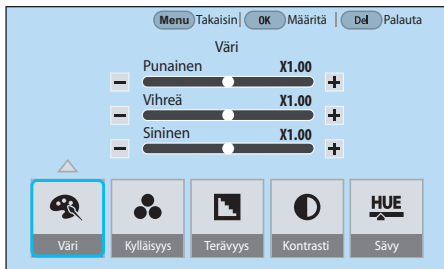 Menu Takaisin | OK Määritä | Del Palauta
Väri
Punainen X1.00
Vihreä X1.00
Sininen X1.00
HUE
Väri Kylläisyys Terävyys Kontrasti Sävy